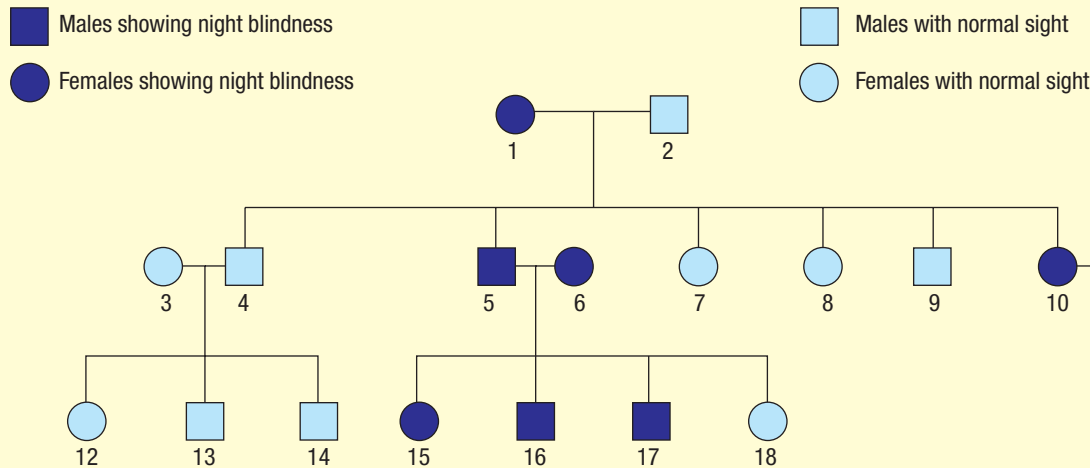 Males showing night blindness
Males with normal sight
Females showing night blindness
Females with normal sight
1 2
3 4 5 6 7 8 9 10
12 13 14 15 16 17 18